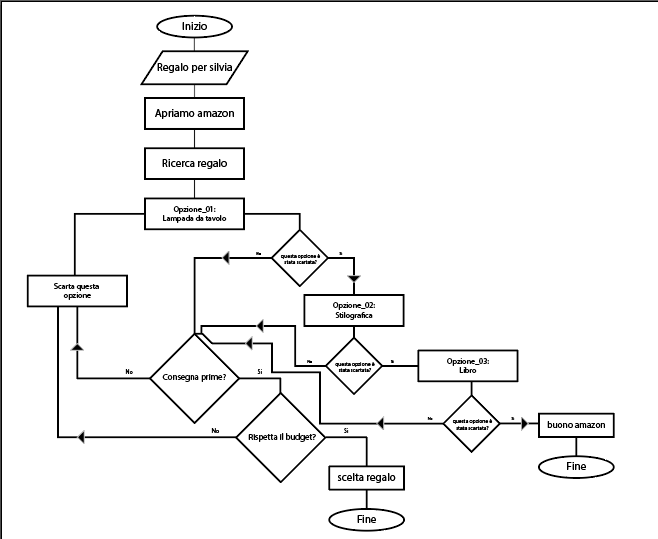 Inizio
Regalo per silvia
Apriamo amazon
Ricerca regalo
Opzione_01:
Lampada da tavolo
No
questa opzione è
stata scartata?
Si
Scarta questa
opzione
Opzione_02:
Stilografica
No
questa opzione è
stata scartata?
Si
Opzione_03:
Libro
No
Consegna prime?
Si
No
questa opzione è
stata scartata?
Si
buono amazon
No
Rispetta il budget?
Si
Fine
scelta regalo
Fine